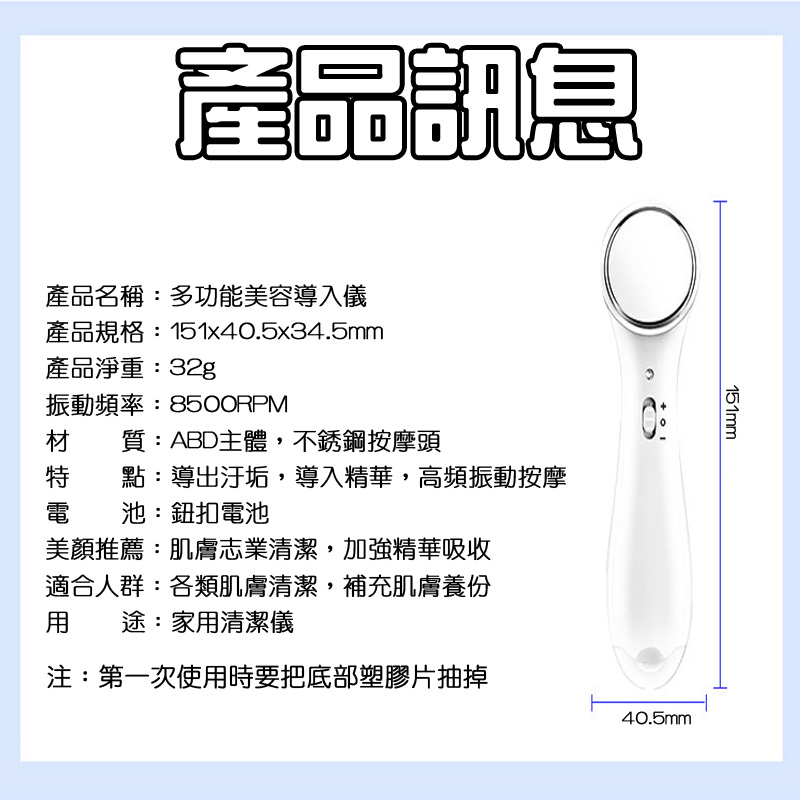 產品訊息
產品名稱：多功能美容導入儀
產品規格：151x40.5x34.5mm
產品淨重：32g
振動頻率：8500RPM
材　　質：ABD主體，不銹鋼按摩頭
特　　點：導出汙垢，導入精華，高頻振動按摩
電　　池：鈕扣電池
美顏推薦：肌膚志業清潔，加強精華吸收
適合人群：各類肌膚清潔，補充肌膚養份
用　　途：家用清潔儀
注：第一次使用時要把底部塑膠片抽掉
+
o
-
151mm
40.5mm